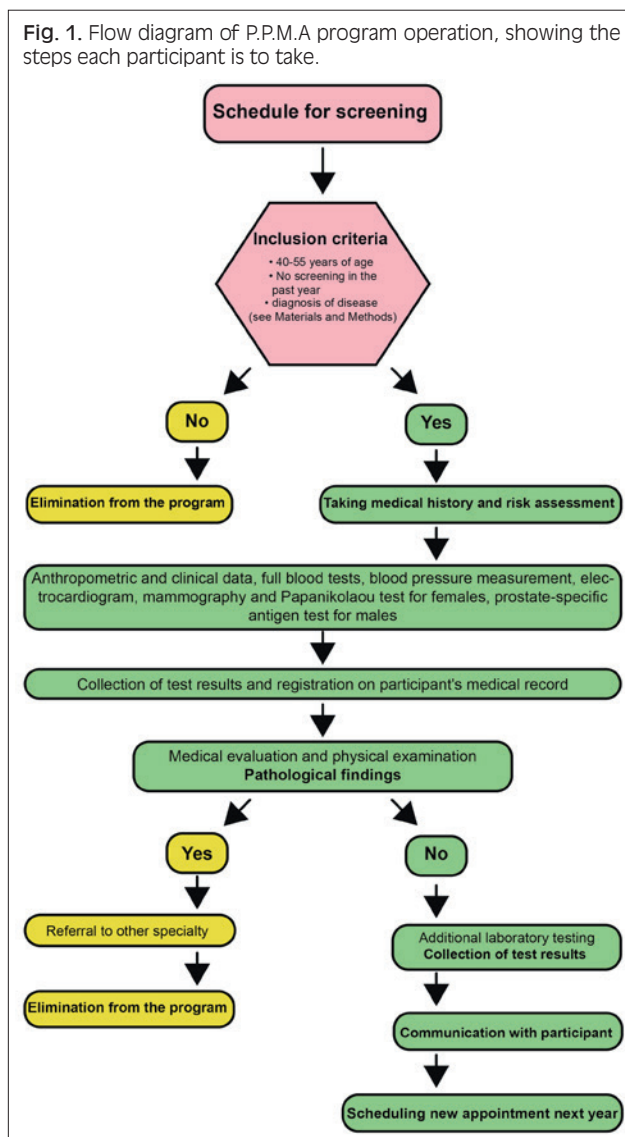 Fig. 1. Flow diagram of P.P.M.A program operation, showing the
steps each participant is to take.
Schedule for screening
Inclusion criteria
• 40-55 years of age
• No screening in the
past year
• diagnosis of disease
(see Materials and Methods)
No
Yes
Elimination from the program
Taking medical history and risk assessment
Anthropometric and clinical data, full blood tests, blood pressure measurement, elec-
trocardiogram, mammography and Papanikolaou test for females, prostate-specific
antigen test for males
Collection of test results and registration on participant's medical record
Medical evaluation and physical examination
Pathological findings
Yes
No
Referral to other specialty
Additional laboratory testing
Collection of test results
Elimination from the program
Communication with participant
Scheduling new appointment next year